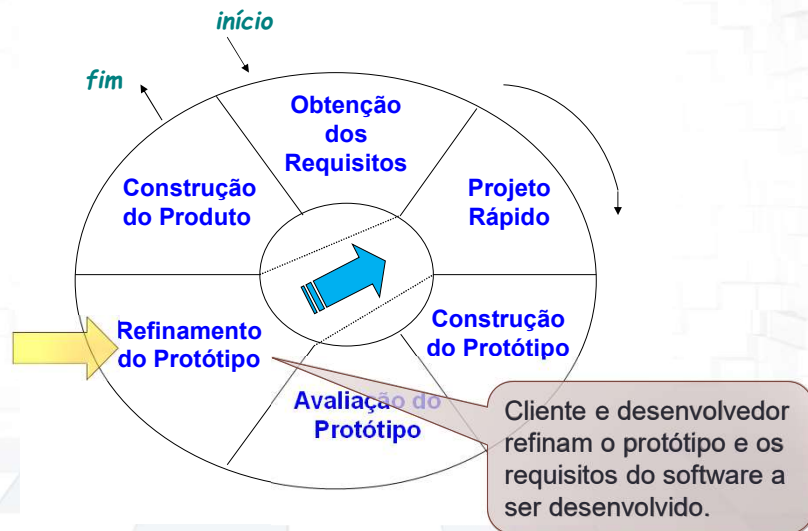 início
fim
Obtenção
dos
Requisitos
Projeto
Rápido
Construção
do Protótipo
Avaliação do
Protótipo
Refinamento
do Protótipo
Construção
do Produto
Cliente e desenvolvedor
refinam o protótipo e os
requisitos do software a
ser desenvolvido.